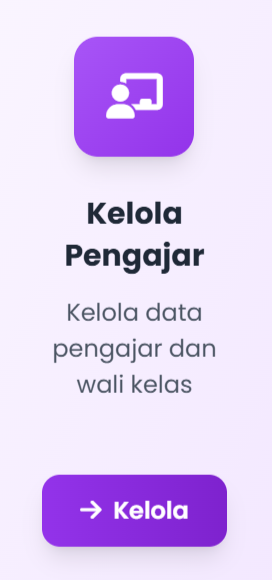 Kelola
Pengajar
Kelola data
pengajar dan
wali kelas
→ Kelola